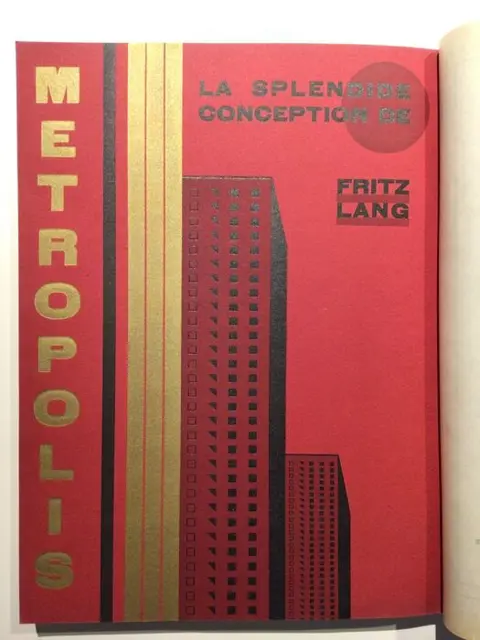 METROPOLIS
LA SPLENDIDE
CONCEPTION DE
FRITZ
LANG